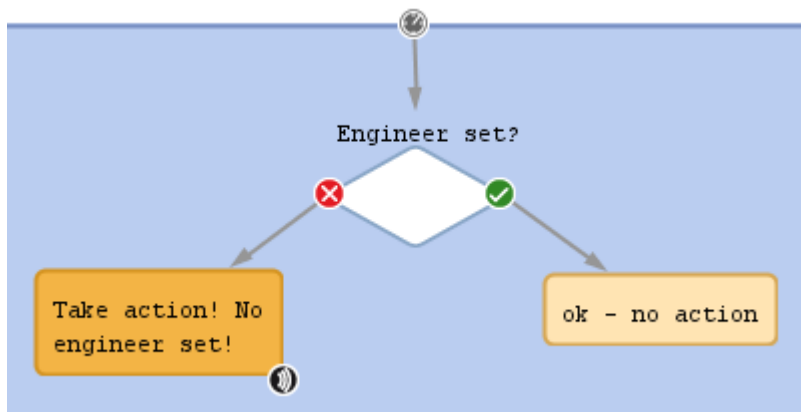 Engineer set?
Take action! No
engineer set!
ok - no action